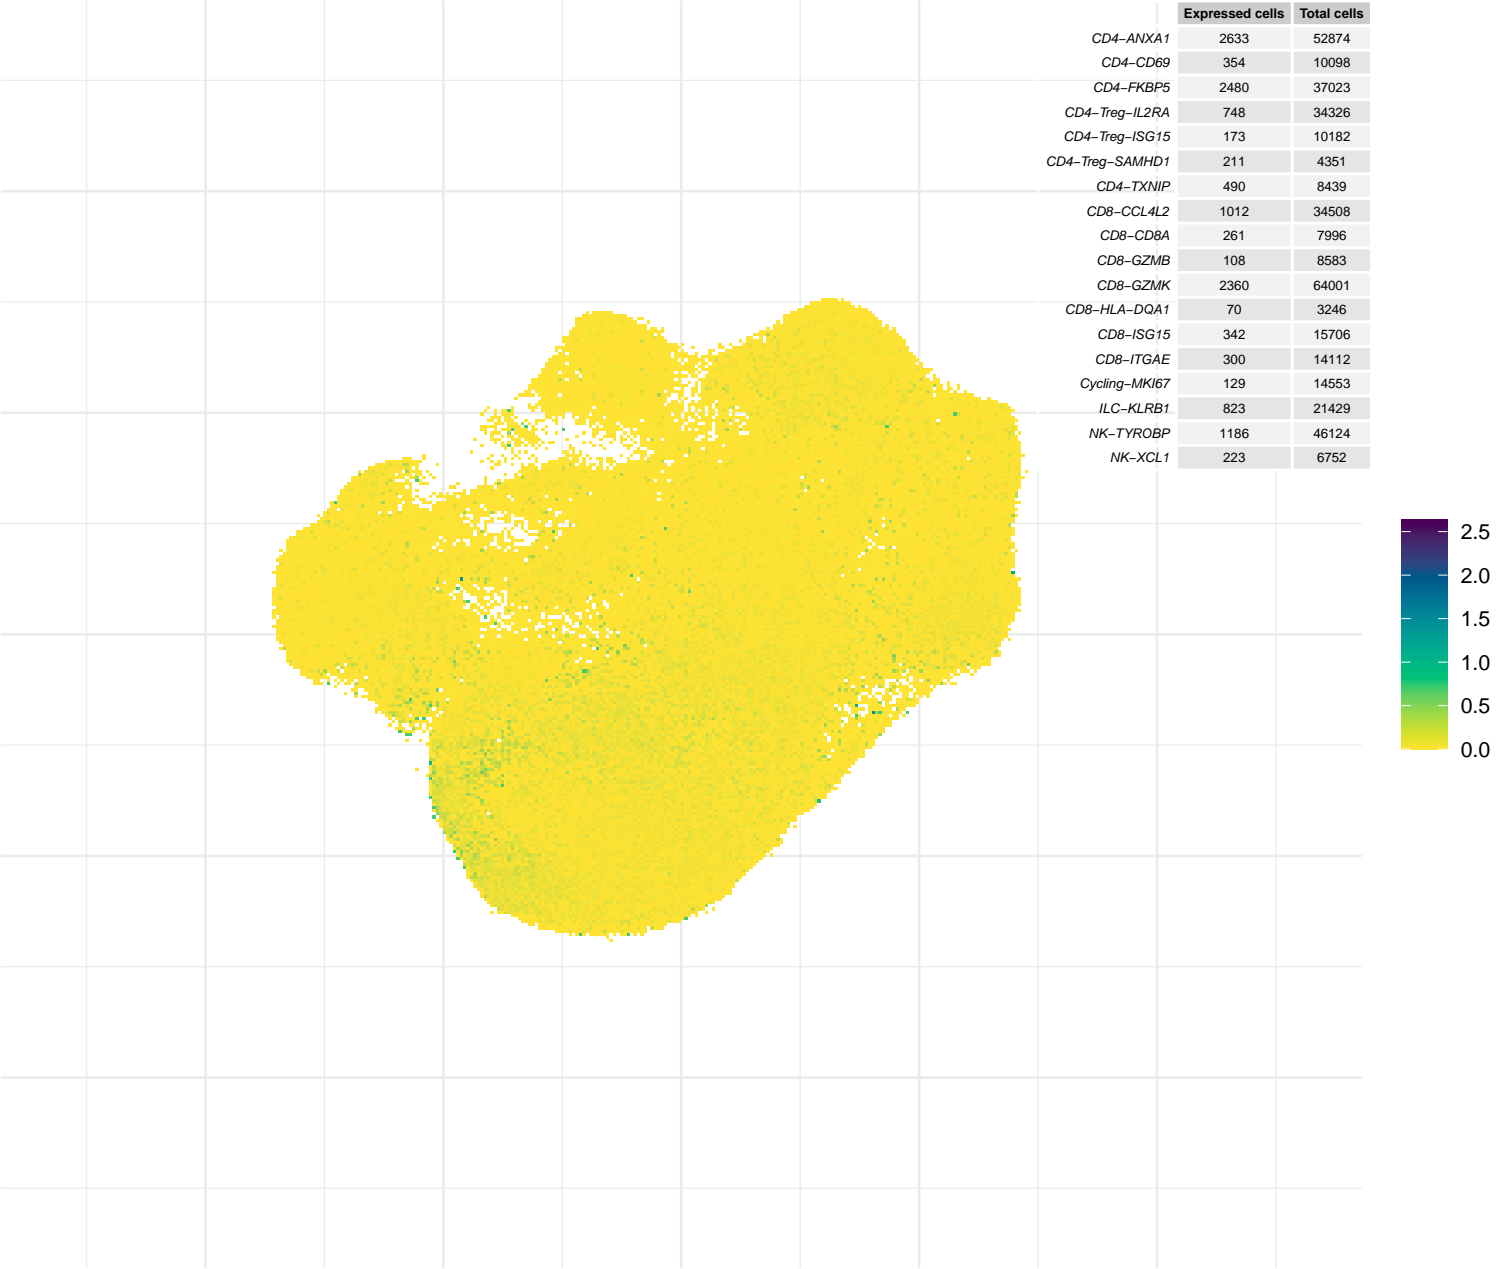 Expressed cells Total cells
CD4−ANXA1 2633 52874
CD4−CD69 354 10098
CD4−FKBP5 2480 37023
CD4−Treg−IL2RA 748 34326
CD4−Treg−ISG15 173 10182
CD4−Treg−SAMHD1 211 4351
CD4−TXNIP 490 8439
CD8−CCL4L2 1012 34508
CD8−CD8A 261 7996
CD8−GZMB 108 8583
CD8−GZMK 2360 64001
CD8−HLA−DQA1 70 3246
CD8−ISG15 342 15706
CD8−ITGAE 300 14112
Cycling−MKI67 129 14553
ILC−KLRB1 823 21429
NK−TYROBP 1186 46124
NK−XCL1 223 6752
2.5
2.0
1.5
1.0
0.5
0.0